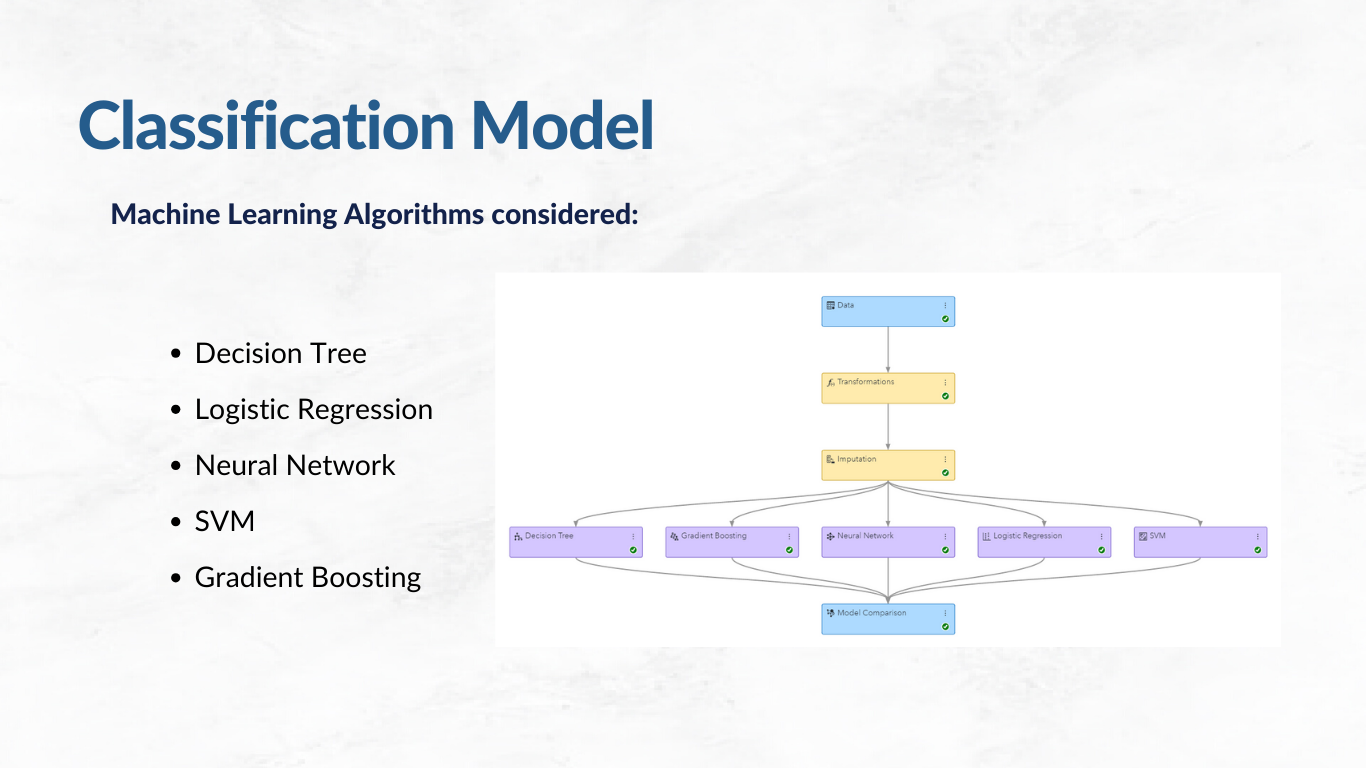 Classification Model
Machine Learning Algorithms considered:
• Decision Tree
• Logistic Regression
• Neural Network
• SVM
• Gradient Boosting
Data
Transformations
Imputation
Decision Tree
Gradient Boosting
Neural Network
Logistic Regression
SVM
Model Comparison